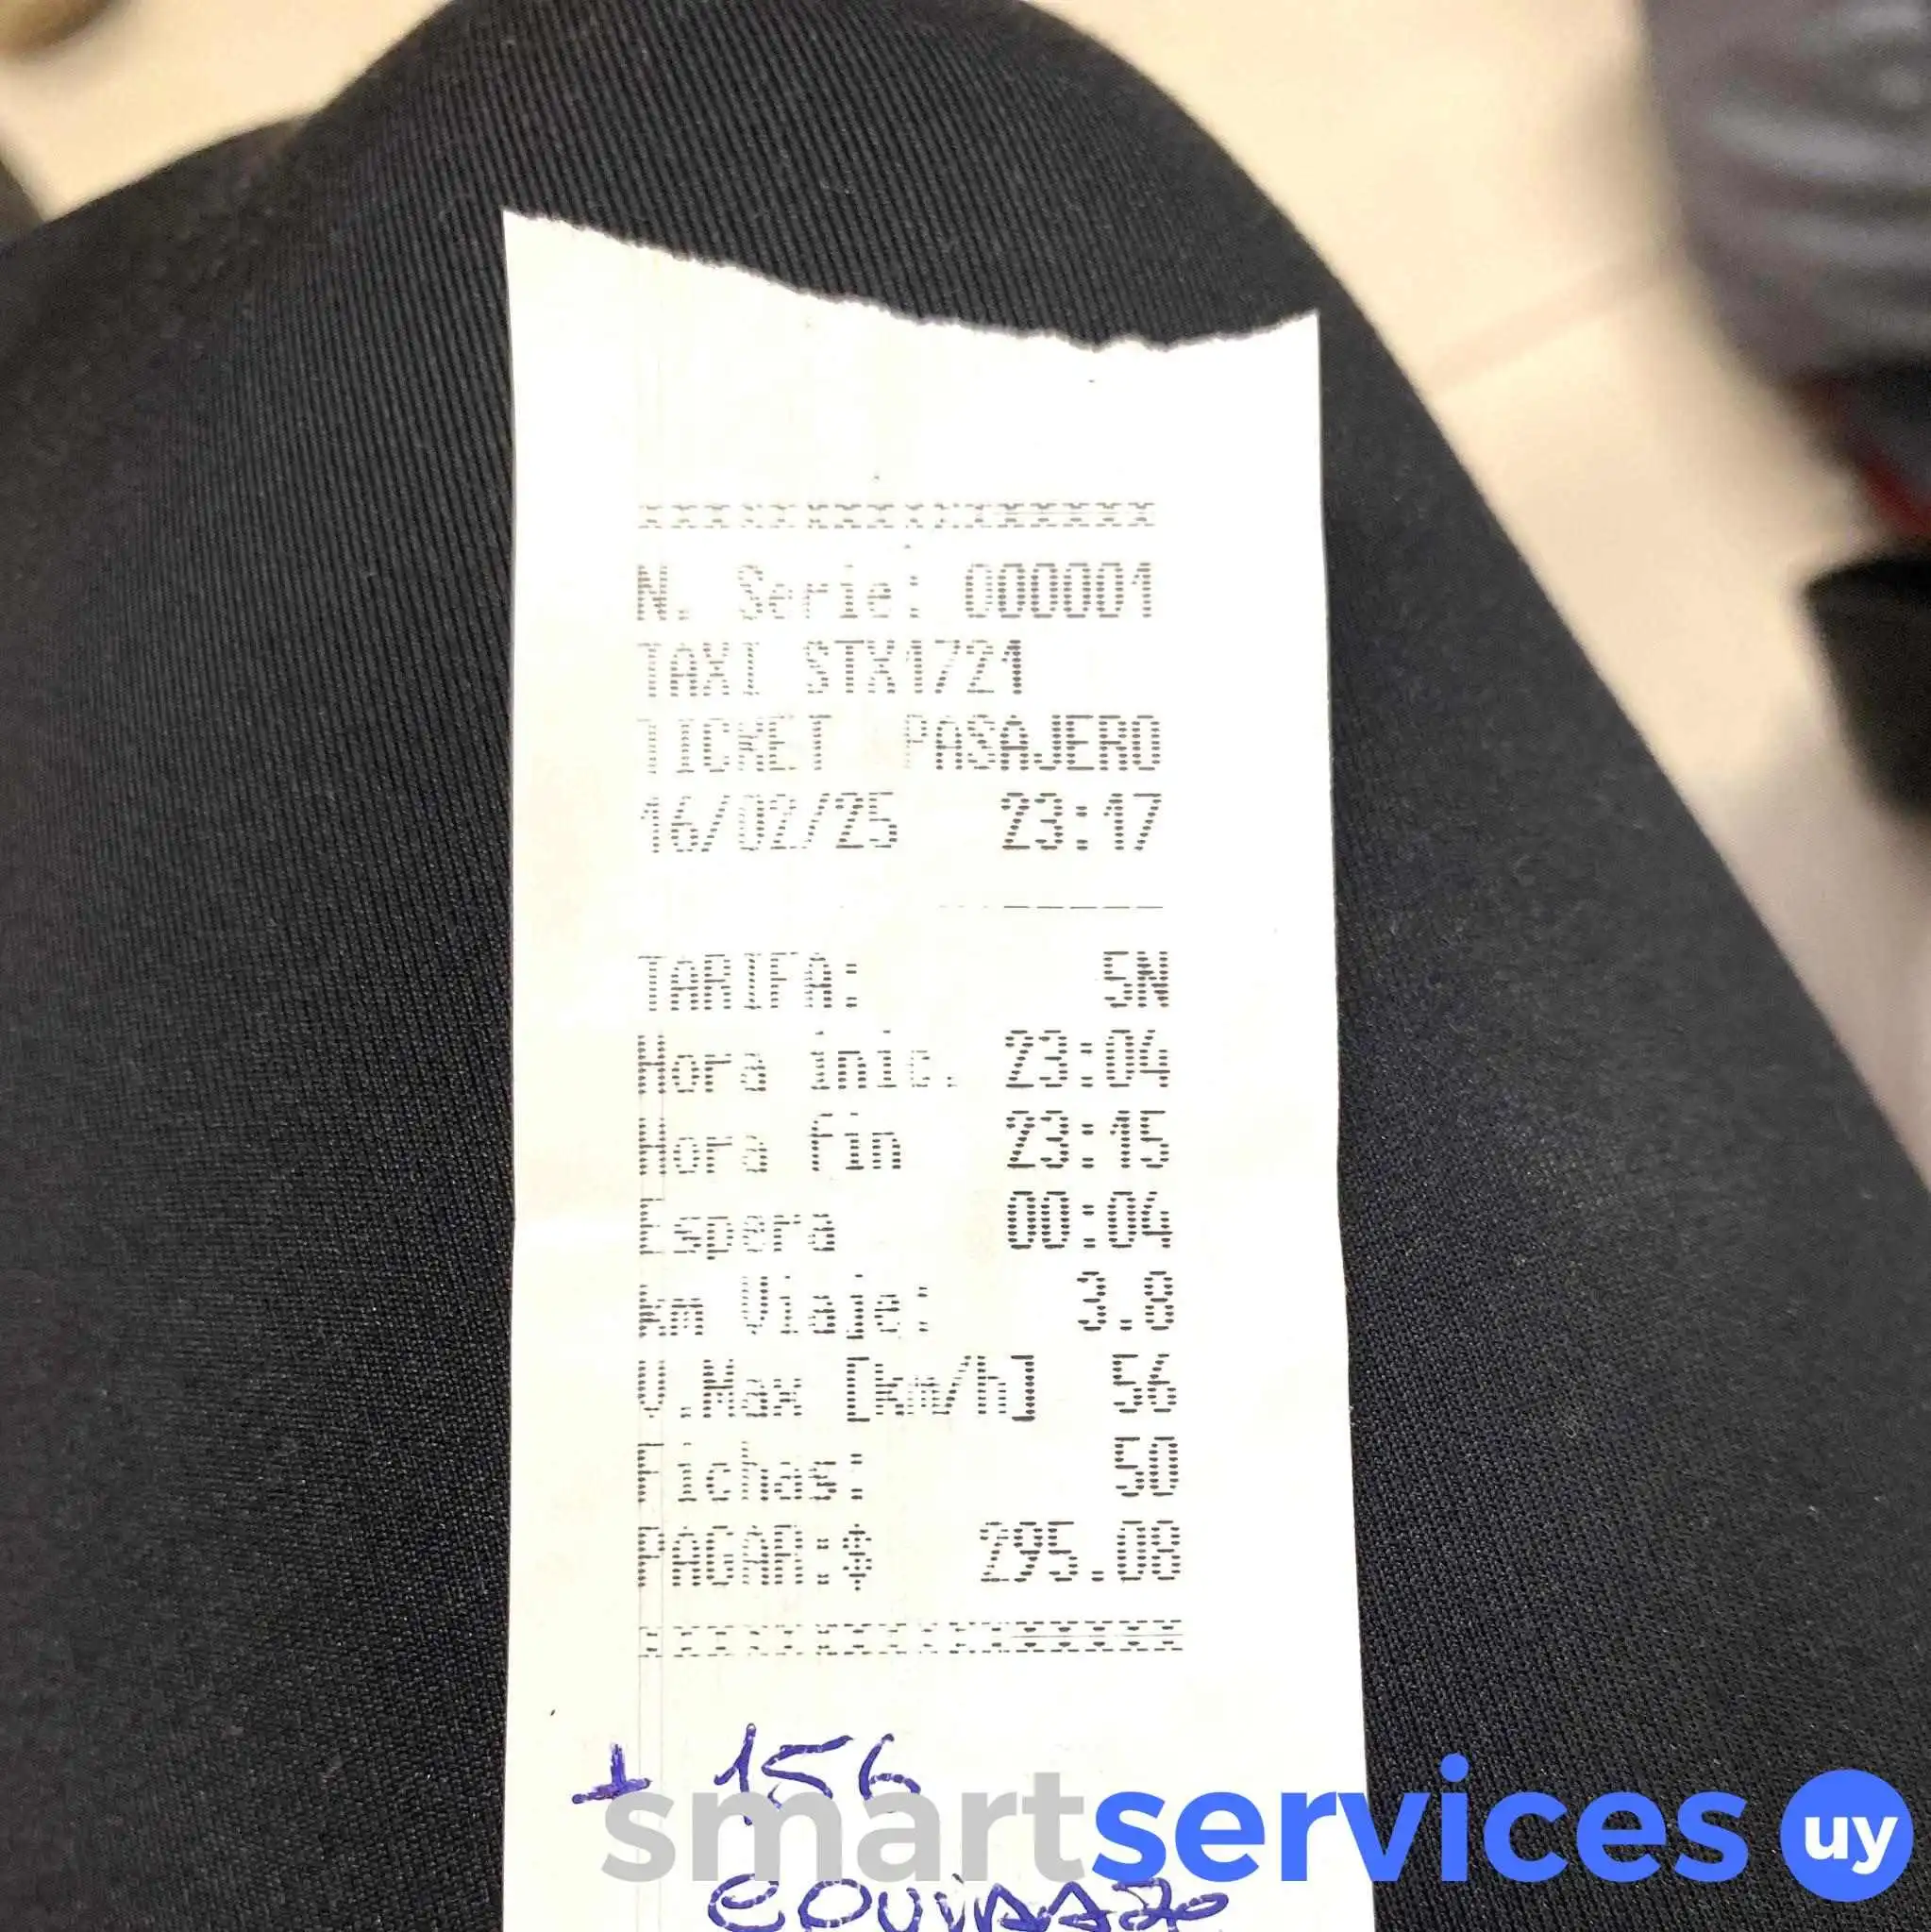 N. Serie: 000001
TAXI STX1721
TICKET PASAJERO
16/02/25 23:17
TARIFA: 5N
Hora inic. 23:04
Hora fin 23:15
Espera 00:04
km Viaje: 3.8
V.Max [km/h] 56
Fichas: 50
PAGAR:$ 295.08
+ 156
smartservices uy